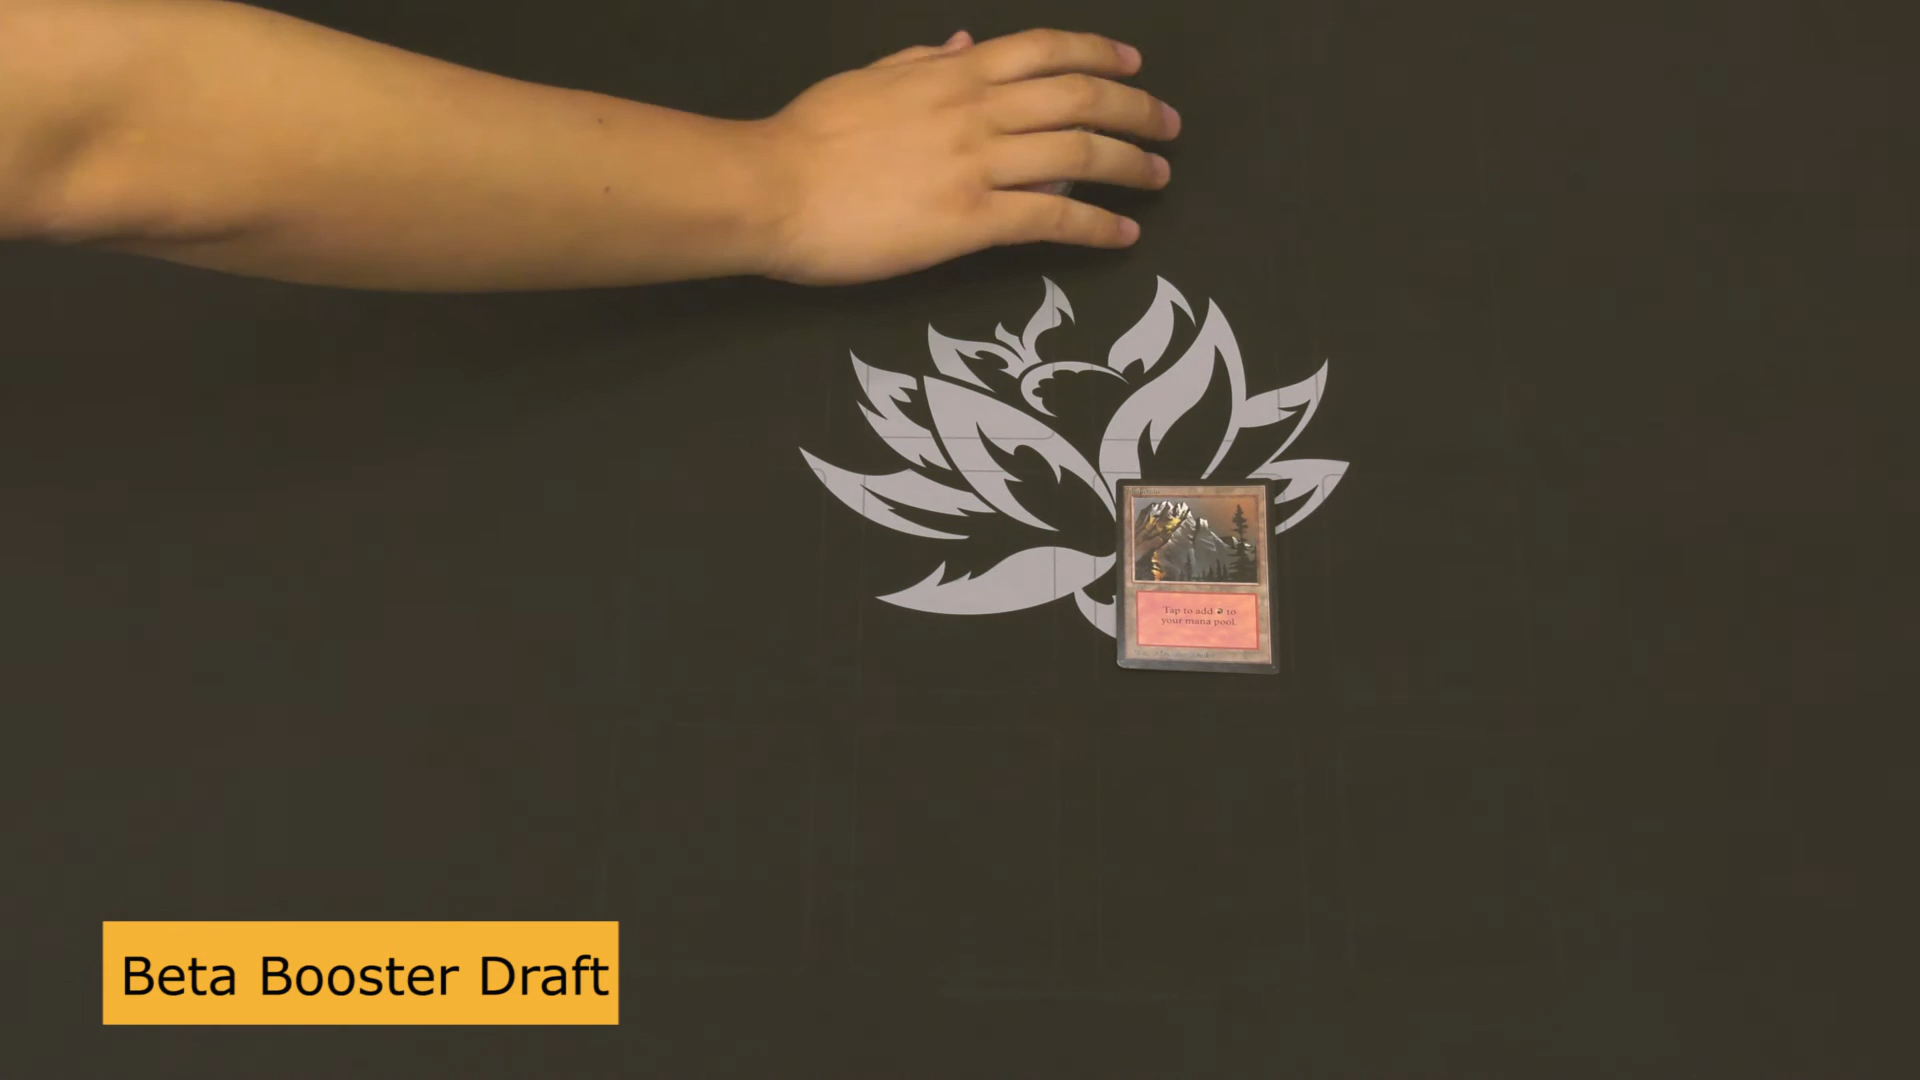 Tap to add to
your mana pool.
Beta Booster Draft